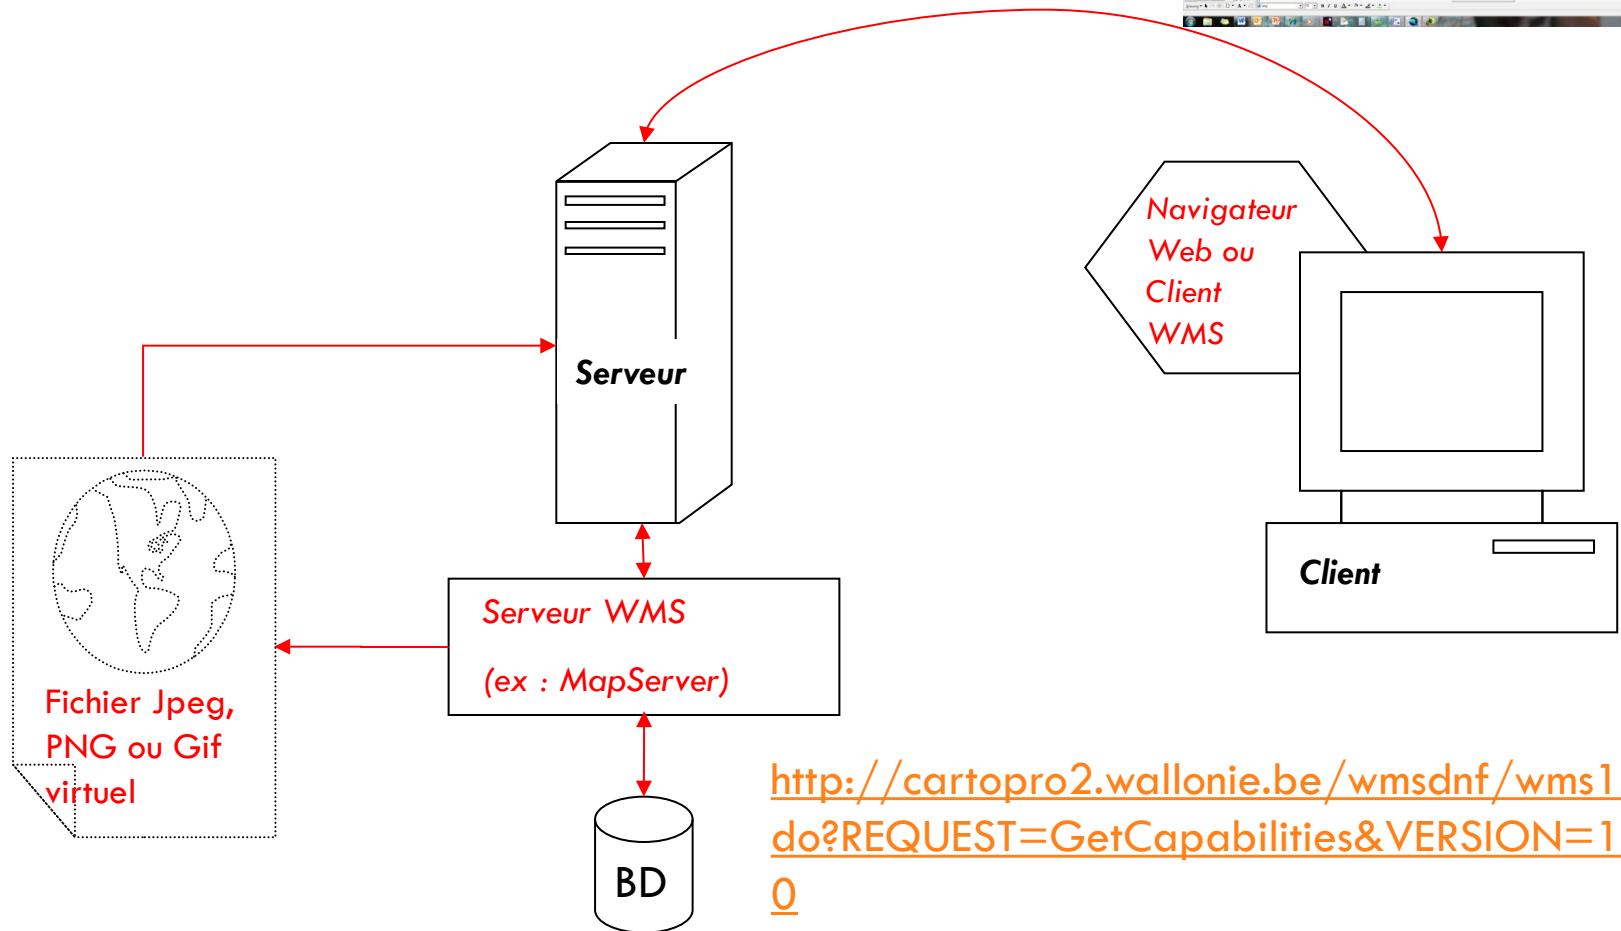 Navigateur
Web ou
Client
WMS
Serveur
Client
Serveur WMS
(ex : MapServer)
Fichier Jpeg,
PNG ou Gif
virtuel
BD
http://cartopro2.wallonie.be/wmsdnf/wms1
do?REQUEST=GetCapabilities&VERSION=1
0